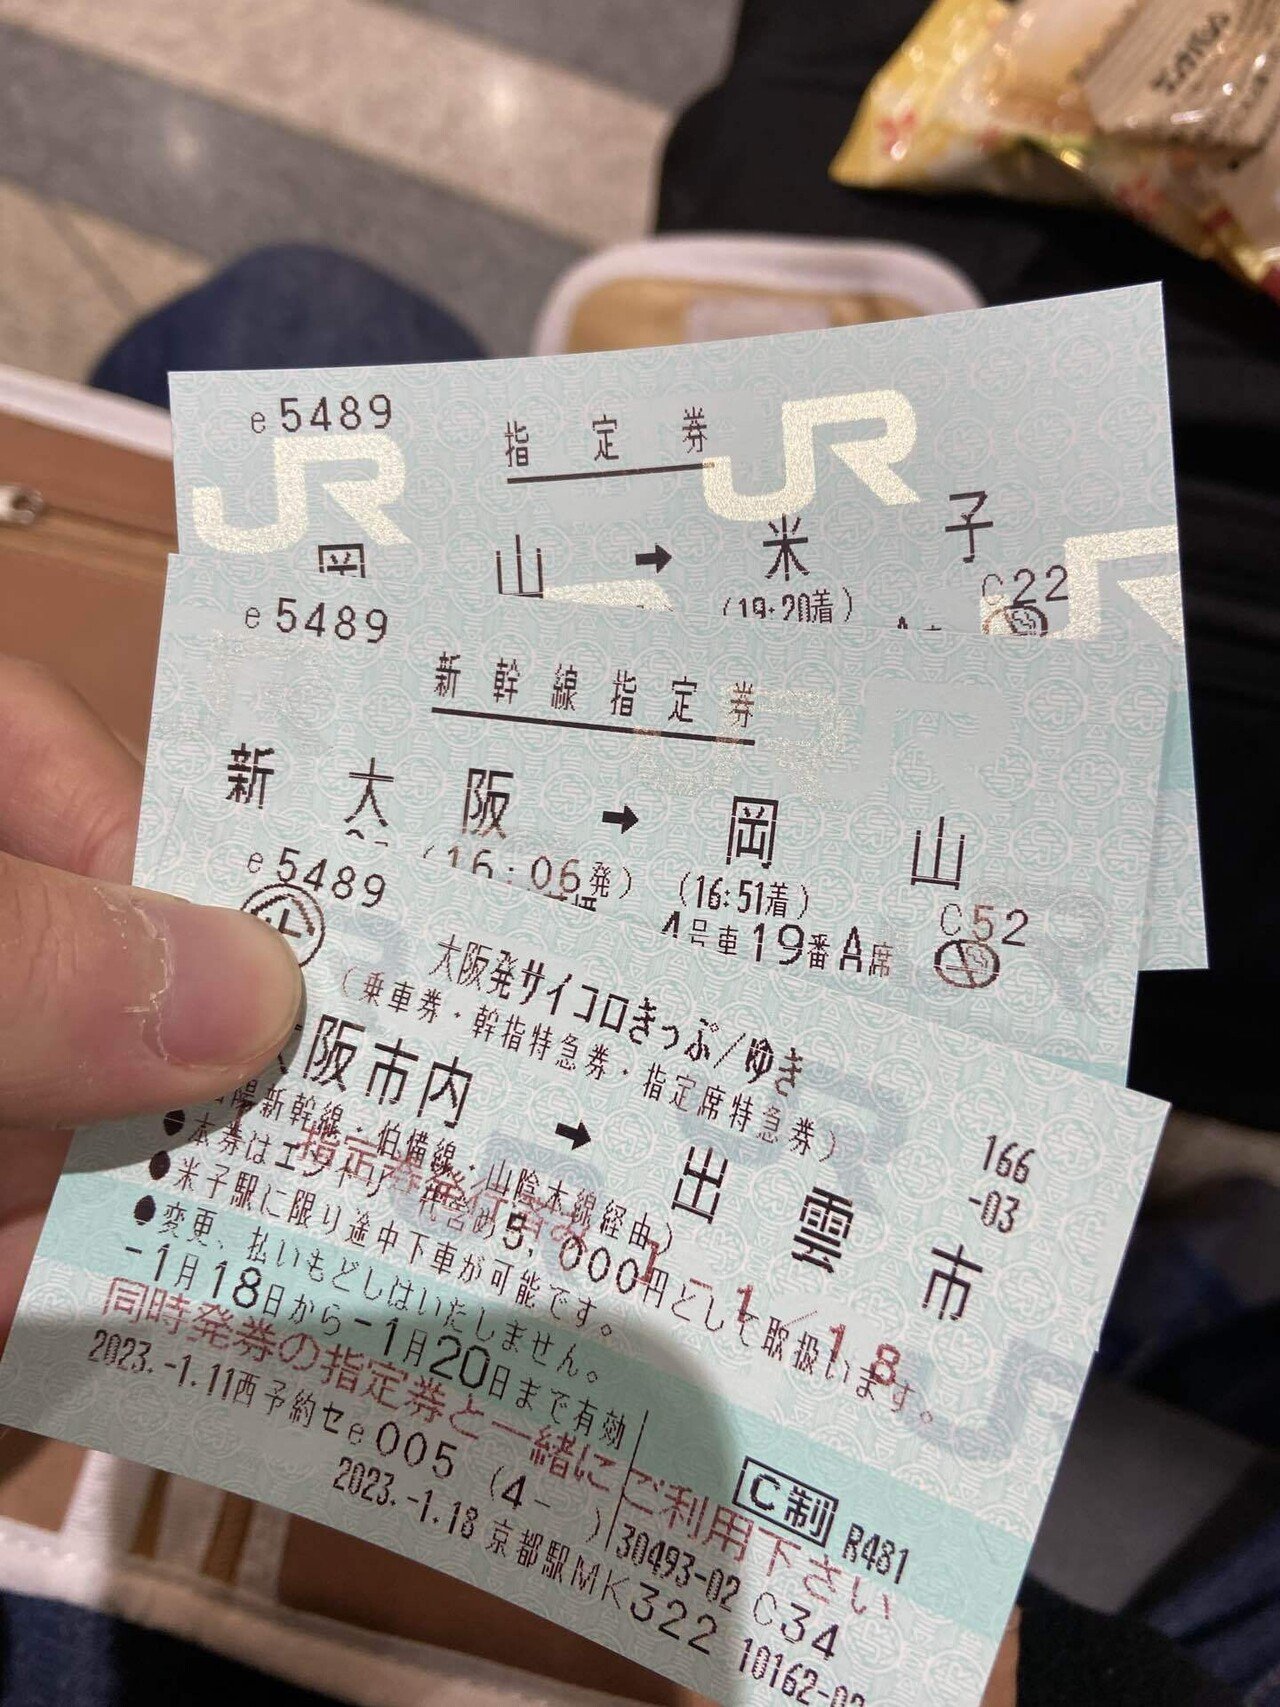 e5489
指定券
JR
JR
岡山 → 米子
(19:20着)
C22
e5489
新幹線指定券
新大阪 → 岡山
(16:06発) (16:51着) C52
4号車19番A席
e5489
大阪発サイコロきっぷ/ゆき
(乗車券・幹指特急券・指定席特急券)
阪市内 → 出雲市
166
-03
陽新幹線・伯備線・山陰本線経由)
本券はエ 5,000円として取扱います。
米子駅に限り途中下車が可能です。
変更、払いもどしはいたしません。
-1月18日から-1月20日まで有効
同時発券の指定券と一緒にご利用下さい
2023.-1.11西予約セe005 (4- )
C制 R481
30493-02 C34
2023.-1.18 京都駅MK322 10162-02